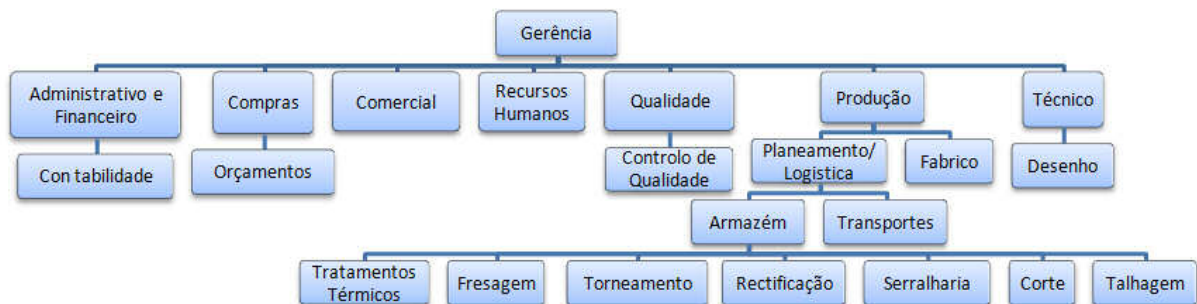 Gerência
Administrativo e
Financeiro
Compras
Comercial
Recursos
Humanos
Qualidade
Produção
Técnico
Con tabilidade
Orçamentos
Controlo de
Qualidade
Planeamento/
Logistica
Fabrico
Desenho
Armazém
Transportes
Tratamentos
Térmicos
Fresagem
Torneamento
Rectificação
Serralharia
Corte
Talhagem